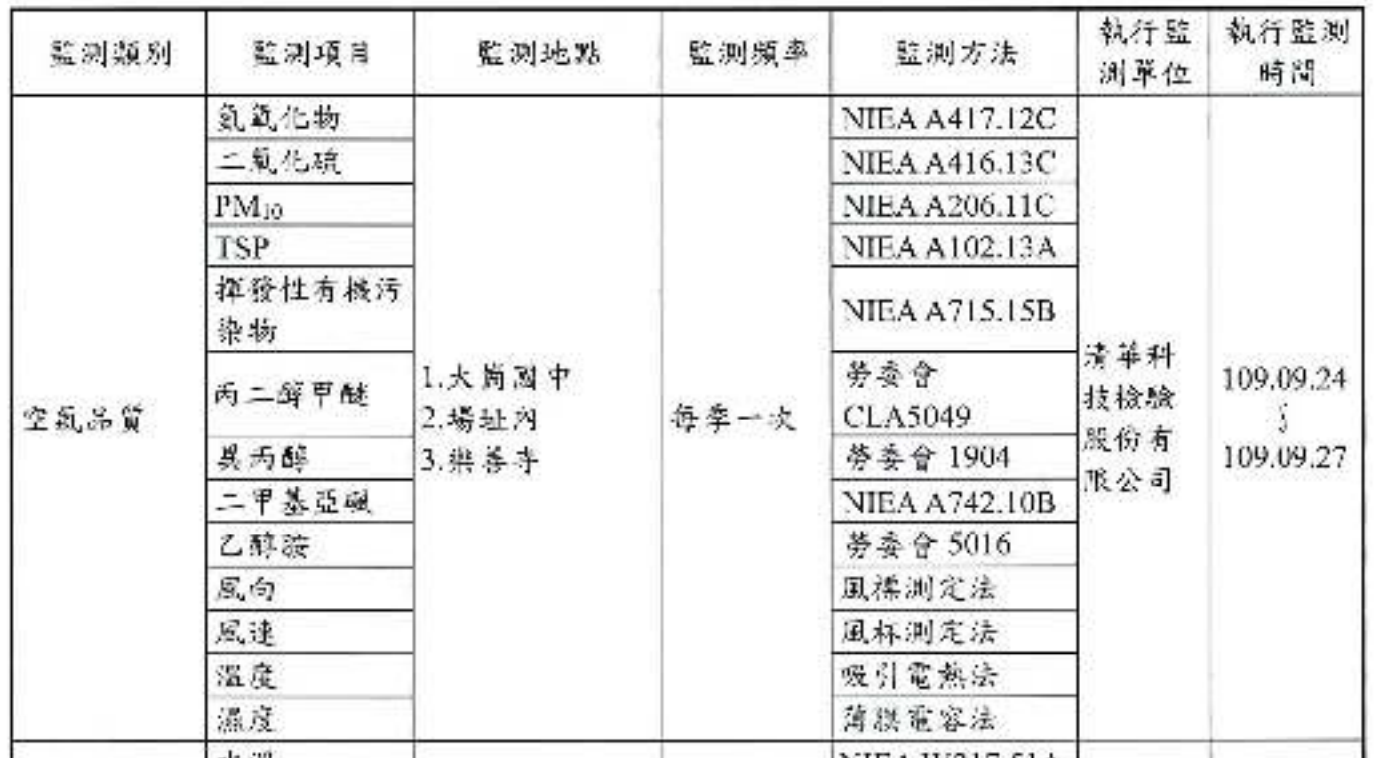 監測類別 監測項目 監測地點 監測頻率 監測方法 執行監測單位 執行監測時間
空氣品質
氮氧化物 NIEA A417.12C
二氧化硫 NIEA A416.13C
PM10 NIEA A206.11C
TSP NIEA A102.13A
揮發性有機污
染物
NIEA A715.15B
丙二醇甲醚
勞委會
CLA5049
異丙醇 勞委會 1904
二甲基亞碸 NIEA A742.10B
乙醇胺 勞委會 5016
風向 風標測定法
風速 風杯測定法
溫度 吸引電熱法
濕度 薄膜電容法
1.大崗國中
2.場址內
3.樂善寺
每季一次
清華科
技檢驗
股份有
限公司
109.09.24
∫
109.09.27